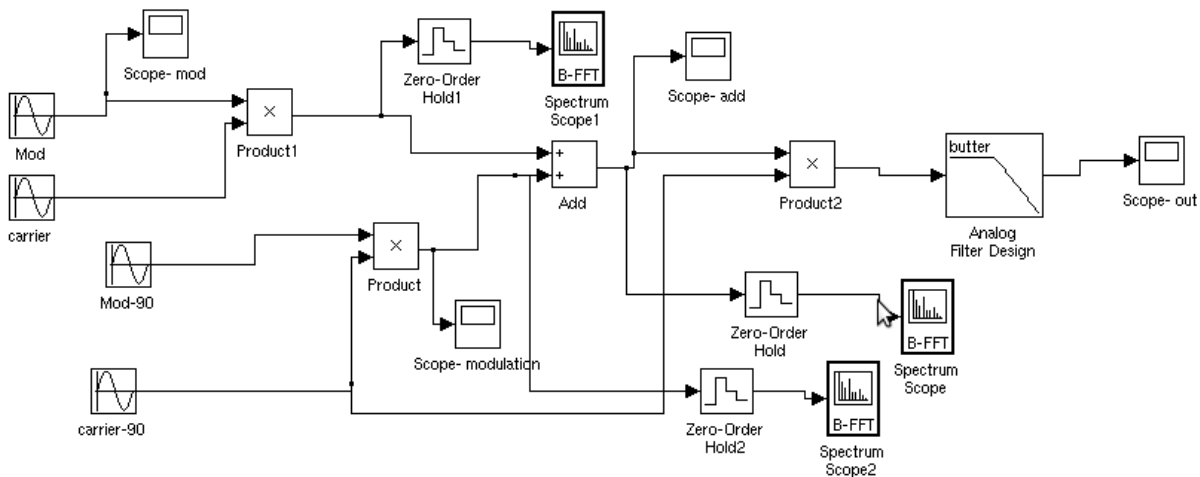 Scope- mod
Zero-Order
Hold1
B-FFT
Spectrum
Scope1
Scope- add
Mod
×
Product1
+
+
Add
×
Product2
butter
Analog
Filter Design
Scope- out
carrier
Mod-90
×
Product
Scope- modulation
Zero-Order
Hold
B-FFT
Spectrum
Scope
carrier-90
Zero-Order
Hold2
B-FFT
Spectrum
Scope2